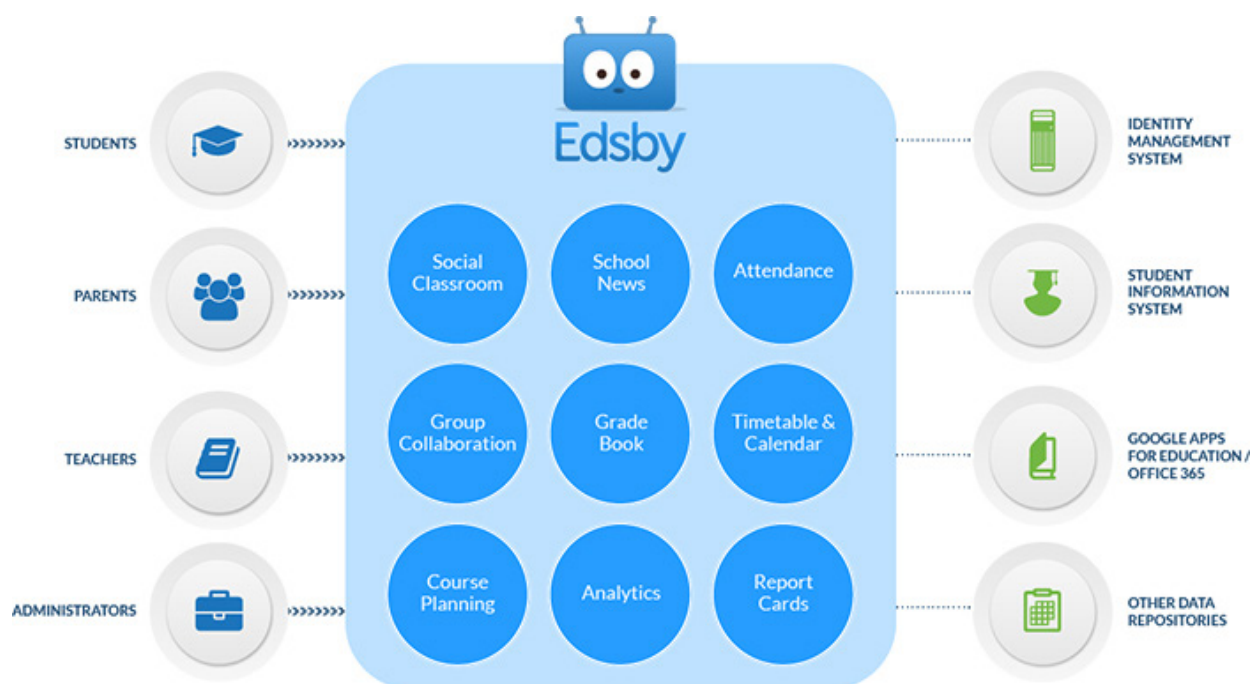 Edsby
STUDENTS
PARENTS
TEACHERS
ADMINISTRATORS
Social
Classroom
School
News
Attendance
Group
Collaboration
Grade
Book
Timetable &
Calendar
Course
Planning
Analytics
Report
Cards
IDENTITY
MANAGEMENT
SYSTEM
STUDENT
INFORMATION
SYSTEM
GOOGLE APPS
FOR EDUCATION /
OFFICE 365
OTHER DATA
REPOSITORIES